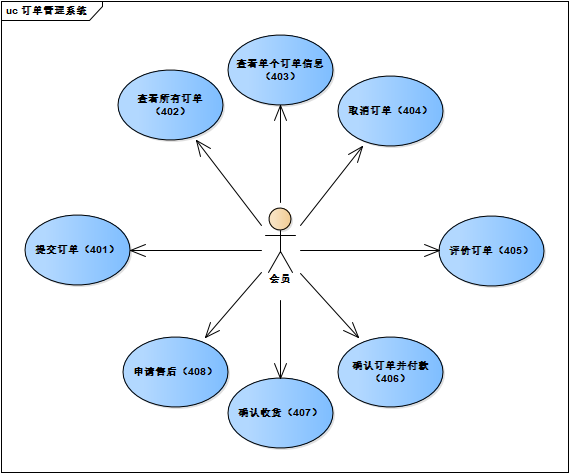 uc 订单管理系统
查看单个订单信息
（403）
查看所有订单
（402）
取消订单（404）
提交订单（401）
评价订单（405）
会员
申请售后（408）
确认订单并付款
（406）
确认收货（407）